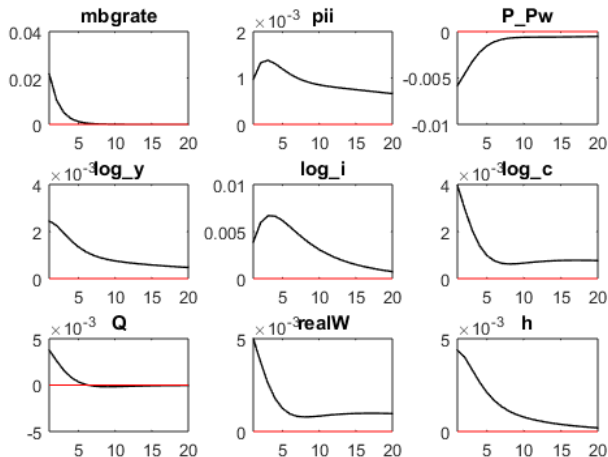 mbgrate pii P_Pw
0.04 2 ×10⁻³ 0
0.02 1 -0.005
0 0 -0.01
5 10 15 20 5 10 15 20 5 10 15 20
log_y log_i log_c
4 ×10⁻³ 0.01 4 ×10⁻³
2 0.005 2
0 0 0
5 10 15 20 5 10 15 20 5 10 15 20
Q realW h
5 ×10⁻³ 5 ×10⁻³ 5 ×10⁻³
0
-5 0 0
5 10 15 20 5 10 15 20 5 10 15 20